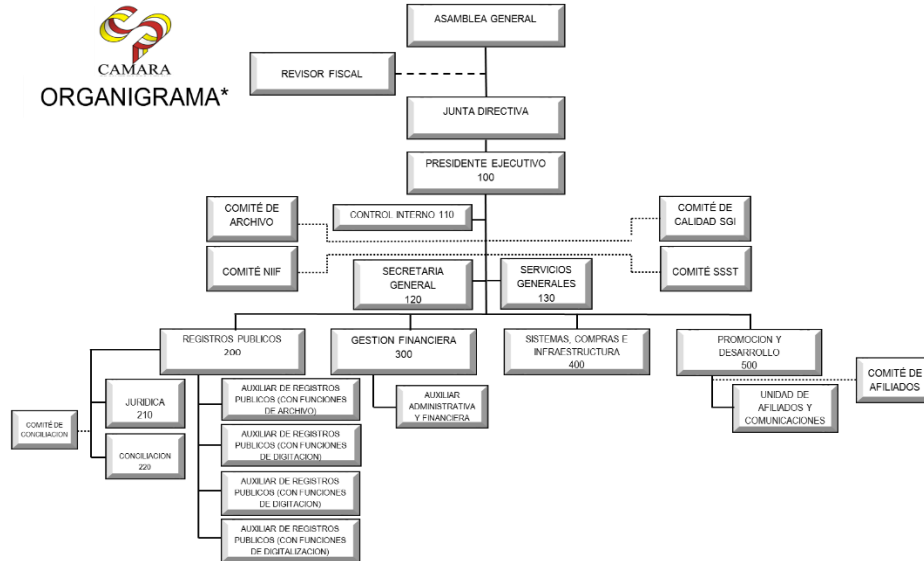 ASAMBLEA GENERAL
CAMARA
ORGANIGRAMA*
REVISOR FISCAL
JUNTA DIRECTIVA
PRESIDENTE EJECUTIVO
100
COMITÉ DE
ARCHIVO
CONTROL INTERNO 110
COMITÉ DE
CALIDAD SGI
COMITÉ NIIF
COMITÉ SSST
SECRETARIA
GENERAL
120
SERVICIOS
GENERALES
130
REGISTROS PUBLICOS
200
GESTION FINANCIERA
300
SISTEMAS, COMPRAS E
INFRAESTRUCTURA
400
PROMOCION Y
DESARROLLO
500
COMITÉ DE
AFILIADOS
COMITÉ DE
CONCILIACION
JURIDICA
210
CONCILIACION
220
AUXILIAR DE REGISTROS
PUBLICOS (CON FUNCIONES
DE ARCHIVO)
AUXILIAR DE REGISTROS
PUBLICOS (CON FUNCIONES
DE DIGITACION)
AUXILIAR DE REGISTROS
PUBLICOS (CON FUNCIONES
DE DIGITACION)
AUXILIAR DE REGISTROS
PUBLICOS (CON FUNCIONES
DE DIGITALIZACION)
AUXILIAR
ADMINISTRATIVA
Y FINANCIERA
UNIDAD DE
AFILIADOS Y
COMUNICACIONES